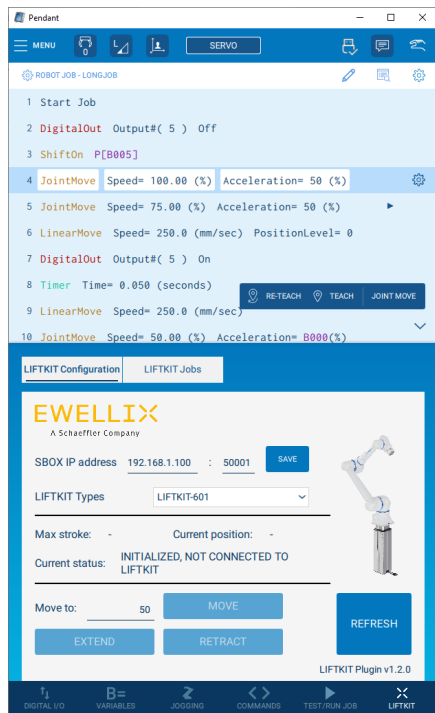 Pendant
MENU
0
SERVO
ROBOT JOB - LONGJOB
1 Start Job
2 DigitalOut Output#( 5 ) Off
3 ShiftOn P[B005]
4 JointMove Speed= 100.00 (%) Acceleration= 50 (%)
5 JointMove Speed= 75.00 (%) Acceleration= 50 (%)
6 LinearMove Speed= 250.0 (mm/sec) PositionLevel= 0
7 DigitalOut Output#( 5 ) On
8 Timer Time= 0.050 (seconds)
RE-TEACH TEACH JOINT MOVE
9 LinearMove Speed= 250.0 (mm/sec)
10 JointMove Speed= 50.00 (%) Acceleration= B000(%)
LIFTKIT Configuration LIFTKIT Jobs
EWELLIX
A Schaeffler Company
SBOX IP address 192.168.1.100 : 50001 SAVE
LIFTKIT Types LIFTKIT-601
Max stroke: - Current position: -
Current status: INITIALIZED, NOT CONNECTED TO
LIFTKIT
Move to: 50 MOVE
EXTEND RETRACT
REFRESH
LIFTKIT Plugin v1.2.0
B=
DIGITAL I/O VARIABLES JOGGING COMMANDS TEST/RUN JOB LIFTKIT